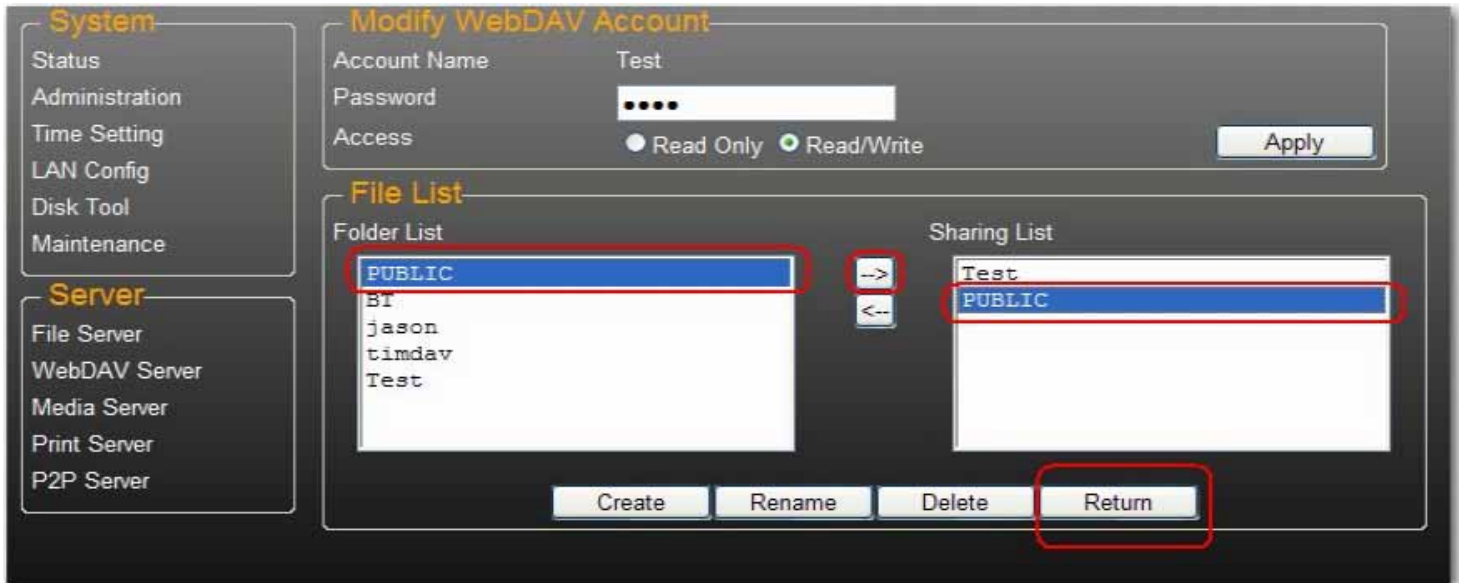 System
Status
Administration
Time Setting
LAN Config
Disk Tool
Maintenance
Server
File Server
WebDAV Server
Media Server
Print Server
P2P Server
Modify WebDAV Account
Account Name Test
Password ••••
Access Read Only Read/Write Apply
File List
Folder List
PUBLIC
BT
jason
timdav
Test
-->
<--
Sharing List
Test
PUBLIC
Create Rename Delete Return